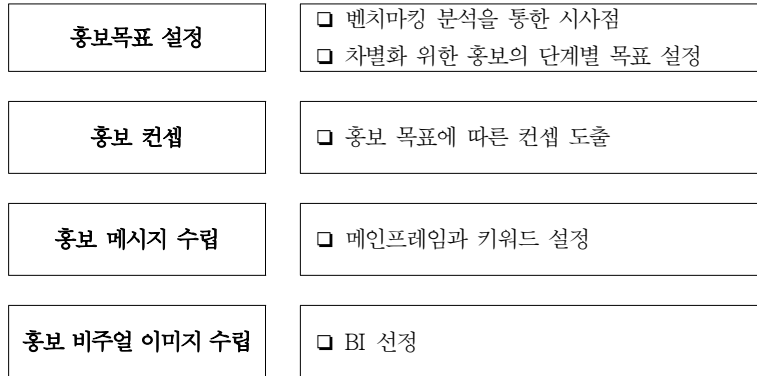 홍보목표 설정
❑ 벤치마킹 분석을 통한 시사점
❑ 차별화 위한 홍보의 단계별 목표 설정
홍보 컨셉
❑ 홍보 목표에 따른 컨셉 도출
홍보 메시지 수립
❑ 메인프레임과 키워드 설정
홍보 비주얼 이미지 수립
❑ BI 선정